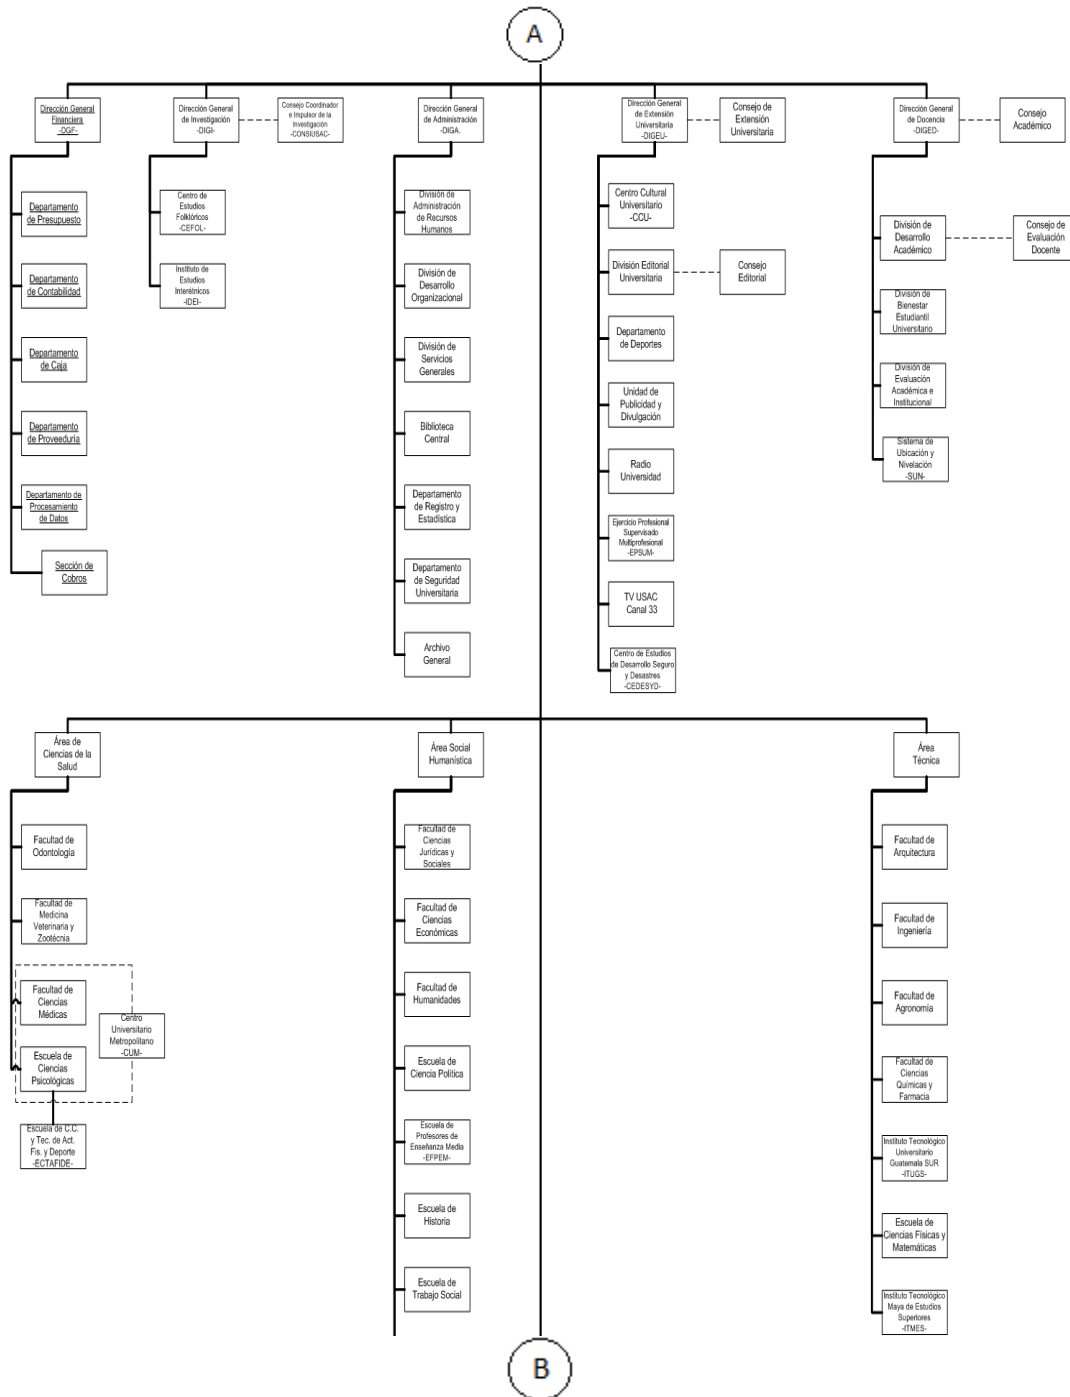 A
Dirección General
Financiera
-DGF-
Dirección General
de Investigación
-DIGI-
Consejo Coordinador
e Impulsor de la
Investigación
-CONSIUSAC-
Dirección General
de Administración
-DIGA.
Dirección General
de Extensión
Universitaria
-DIGEU-
Consejo de
Extensión
Universitaria
Dirección General
de Docencia
-DIGED-
Consejo
Académico
Departamento
de Presupuesto
Departamento
de Contabilidad
Departamento
de Caja
Departamento
de Proveeduría
Departamento de
Procesamiento
de Datos
Sección de
Cobros
Centro de
Estudios
Folklóricos
-CEFOL-
Instituto de
Estudios
Interétnicos
-IDEI-
División de
Administración
de Recursos
Humanos
División de
Desarrollo
Organizacional
División de
Servicios
Generales
Biblioteca
Central
Departamento
de Registro y
Estadística
Departamento
de Seguridad
Universitaria
Archivo
General
Centro Cultural
Universitario
-CCU-
División Editorial
Universitaria
Consejo
Editorial
Departamento
de Deportes
Unidad de
Publicidad y
Divulgación
Radio
Universidad
Ejercicio Profesional
Supervisado
Multiprofesional
-EPSUM-
TV USAC
Canal 33
Centro de Estudios
de Desarrollo Seguro
y Desastres
-CEDESYD-
División de
Desarrollo
Académico
Consejo de
Evaluación
Docente
División de
Bienestar
Estudiantil
Universitario
División de
Evaluación
Académica e
Institucional
Sistema de
Ubicación y
Nivelación
-SUN-
Área de
Ciencias de la
Salud
Área Social
Humanística
Área
Técnica
Facultad de
Odontología
Facultad de
Medicina
Veterinaria y
Zootécnia
Facultad de
Ciencias
Médicas
Centro
Universitario
Metropolitano
-CUM-
Escuela de
Ciencias
Psicológicas
Escuela de C.C.
y Tec. de Act.
Fis. y Deporte
-ECTAFIDE-
Facultad de
Ciencias
Jurídicas y
Sociales
Facultad de
Ciencias
Económicas
Facultad de
Humanidades
Escuela de
Ciencia Política
Escuela de
Profesores de
Enseñanza Media
-EFPEM-
Escuela de
Historia
Escuela de
Trabajo Social
Facultad de
Arquitectura
Facultad de
Ingeniería
Facultad de
Agronomía
Facultad de
Ciencias
Químicas y
Farmacia
Instituto Tecnológico
Universitario
Guatemala SUR
-ITUGS-
Escuela de
Ciencias Físicas y
Matemáticas
Instituto Tecnológico
Maya de Estudios
Superiores
-ITMES-
B